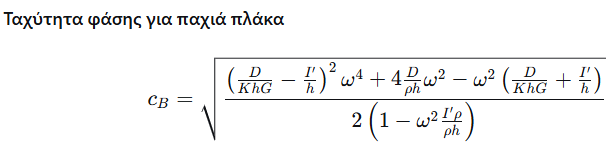 Ταχύτητα φάσης για παχιά πλάκα
c_B = \sqrt{\frac{\left(\frac{D}{KhG} - \frac{I'}{h}\right)^2 \omega^4 + 4\frac{D}{\rho h}\omega^2 - \omega^2 \left(\frac{D}{KhG} + \frac{I'}{h}\right)}{2\left(1 - \omega^2 \frac{I'\rho}{\rho h}\right)}}